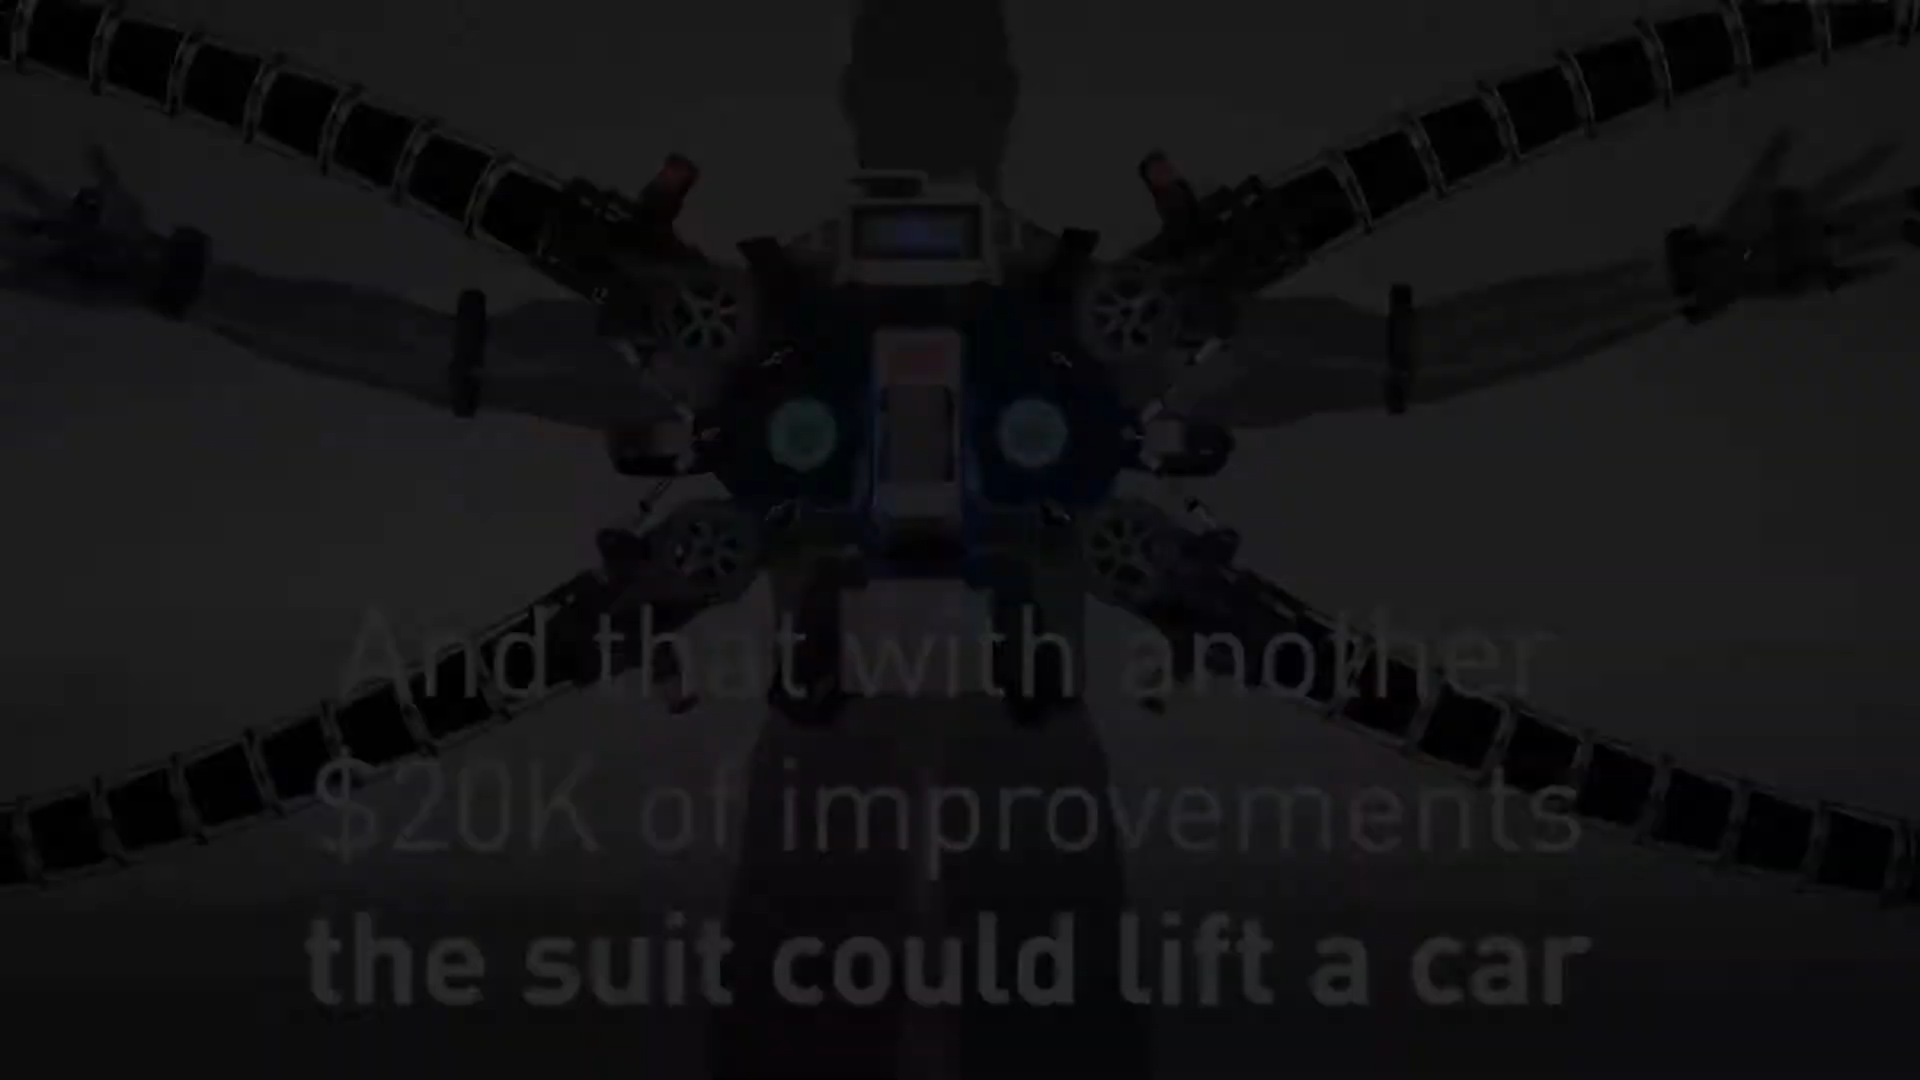 And that with another
$20K of improvements
the suit could lift a car